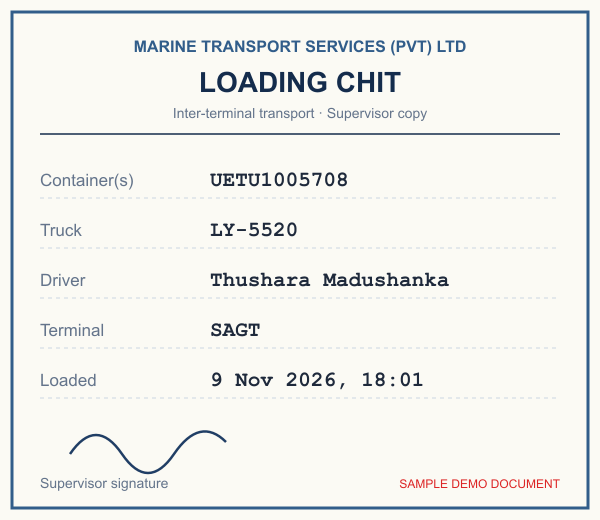 MARINE TRANSPORT SERVICES (PVT) LTD
LOADING CHIT
Inter-terminal transport · Supervisor copy
Container(s) UETU1005708
Truck LY-5520
Driver Thushara Madushanka
Terminal SAGT
Loaded 9 Nov 2026, 18:01
Supervisor signature SAMPLE DEMO DOCUMENT